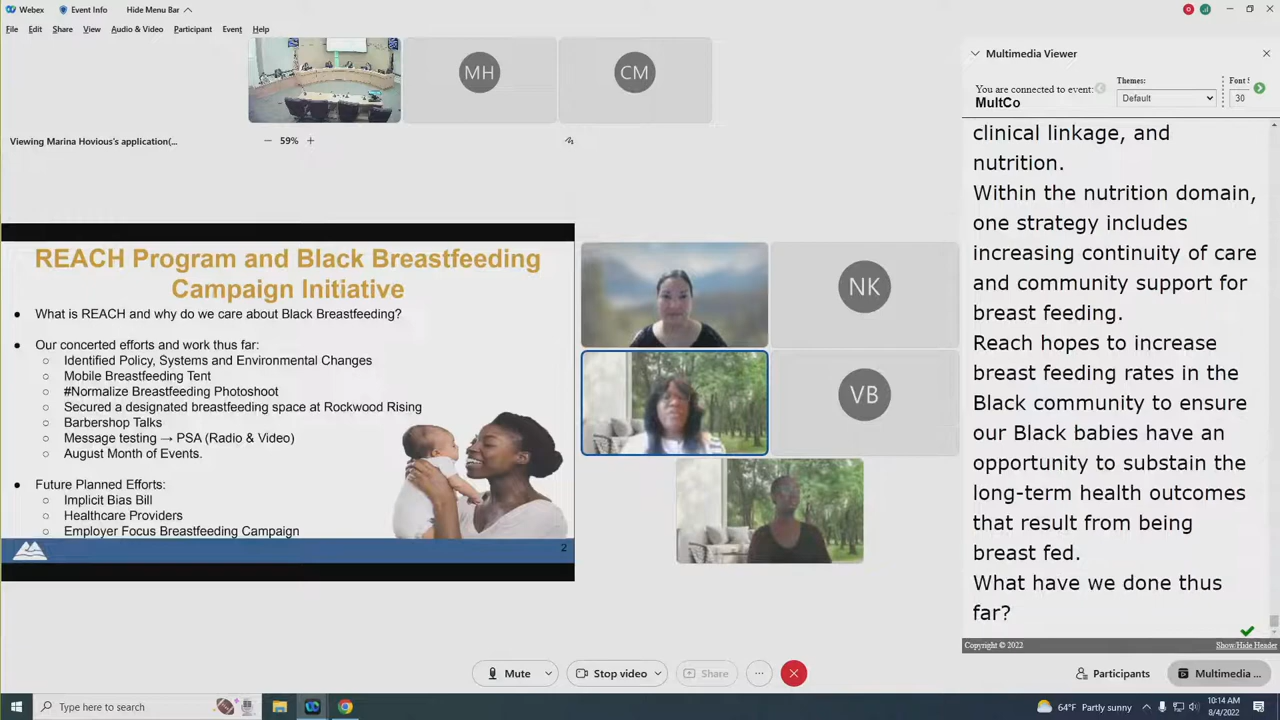 Webex
Event Info
Hide Menu Bar
File
Edit
Share
View
Audio & Video
Participant
Event
Help
MH
CM
Viewing Marina Hovious's application(...
59%
REACH Program and Black Breastfeeding
Campaign Initiative
What is REACH and why do we care about Black Breastfeeding?
Our concerted efforts and work thus far:
Identified Policy, Systems and Environmental Changes
Mobile Breastfeeding Tent
#Normalize Breastfeeding Photoshoot
Secured a designated breastfeeding space at Rockwood Rising
Barbershop Talks
Message testing → PSA (Radio & Video)
August Month of Events.
Future Planned Efforts:
Implicit Bias Bill
Healthcare Providers
Employer Focus Breastfeeding Campaign
2
NK
VB
Multimedia Viewer
You are connected to event:
MultCo
Themes:
Default
Font
30
clinical linkage, and
nutrition.
Within the nutrition domain,
one strategy includes
increasing continuity of care
and community support for
breast feeding.
Reach hopes to increase
breast feeding rates in the
Black community to ensure
our Black babies have an
opportunity to substain the
long-term health outcomes
that result from being
breast fed.
What have we done thus
far?
Copyright © 2022
Show/Hide Header
Mute
Stop video
Share
Participants
Multimedia ...
Type here to search
64°F Partly sunny
10:14 AM
8/4/2022